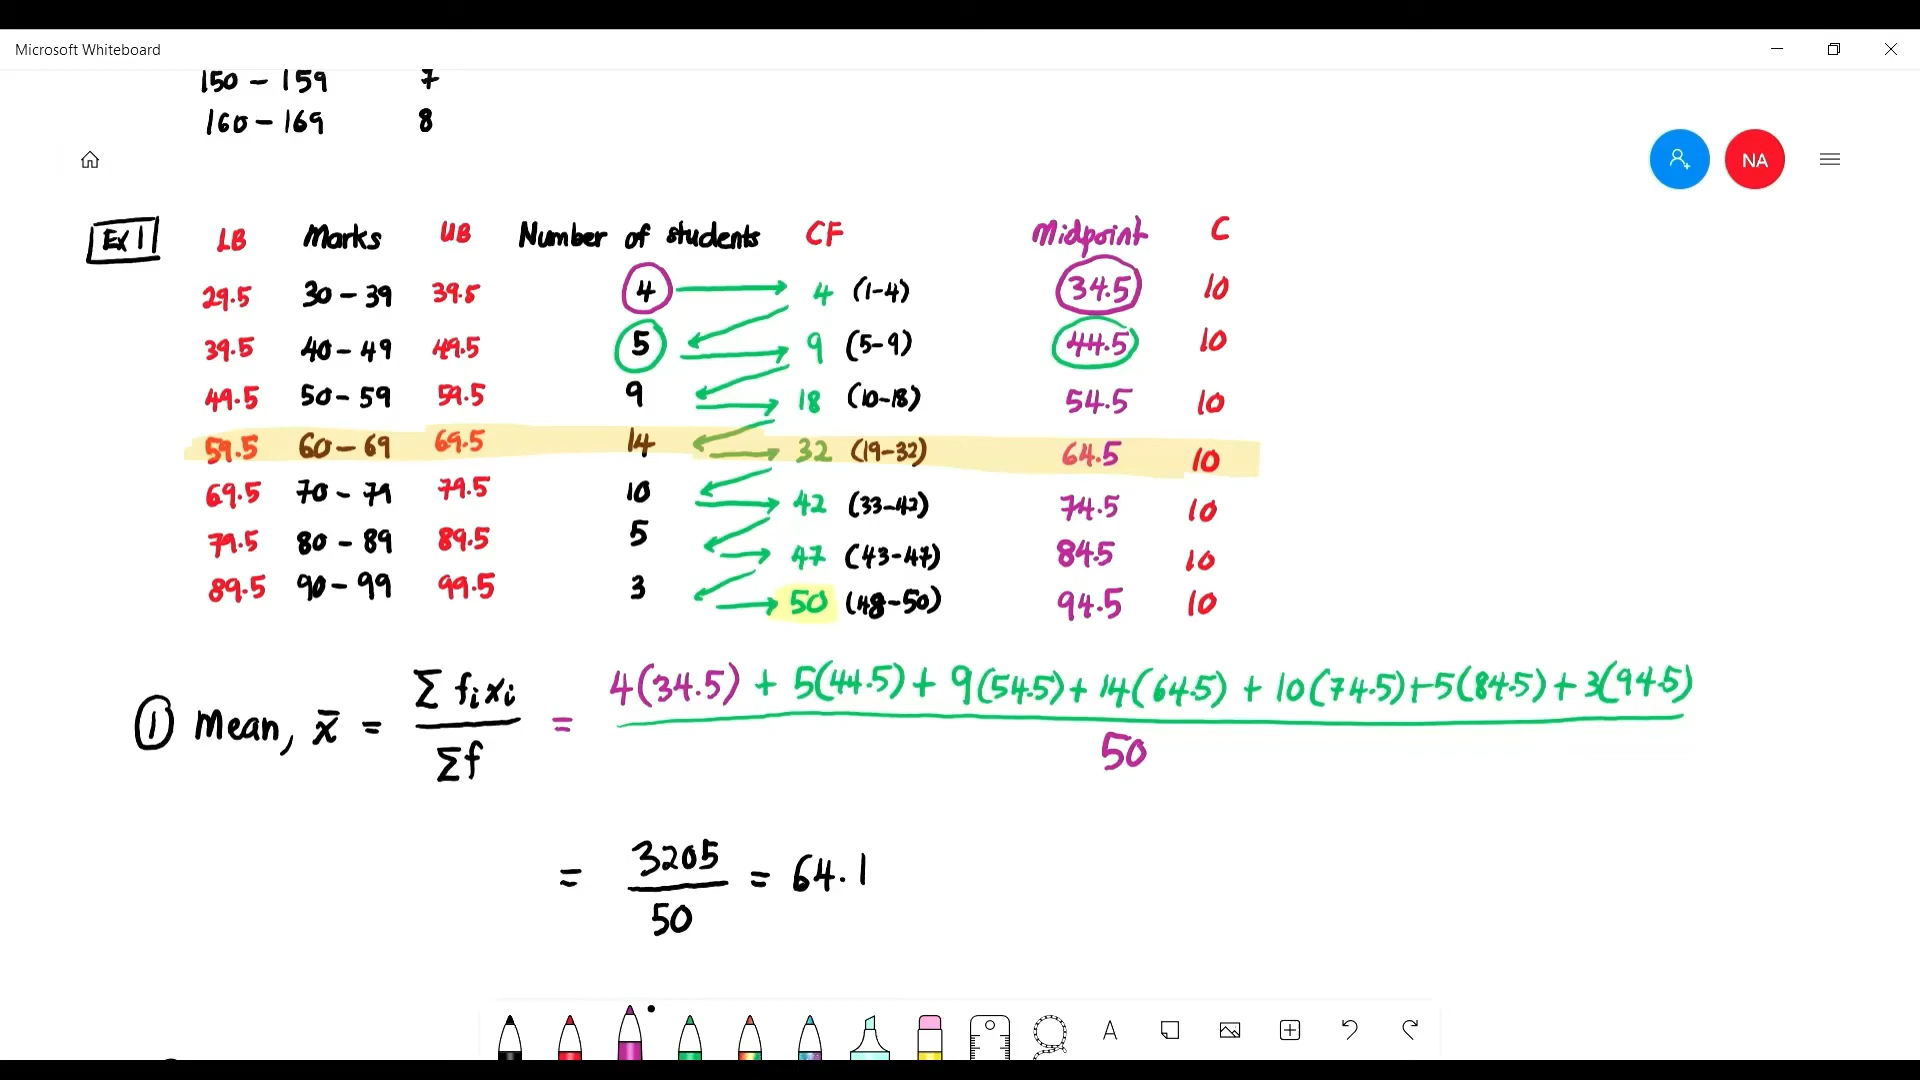 Microsoft Whiteboard
150 - 159 7
160 - 169 8
NA
Ex 1 LB Marks UB Number of students CF Midpoint C
29.5 30 - 39 39.5 4 4 (1-4) 34.5 10
39.5 40 - 49 49.5 5 9 (5-9) 44.5 10
49.5 50 - 59 59.5 9 18 (10-18) 54.5 10
59.5 60 - 69 69.5 14 32 (19-32) 64.5 10
69.5 70 - 79 79.5 10 42 (33-42) 74.5 10
79.5 80 - 89 89.5 5 47 (43-47) 84.5 10
89.5 90 - 99 99.5 3 50 (48-50) 94.5 10
① Mean, x̄ = Σ fᵢxᵢ / Σf = 4(34.5) + 5(44.5) + 9(54.5) + 14(64.5) + 10(74.5) + 5(84.5) + 3(94.5) / 50
= 3205 / 50 = 64.1